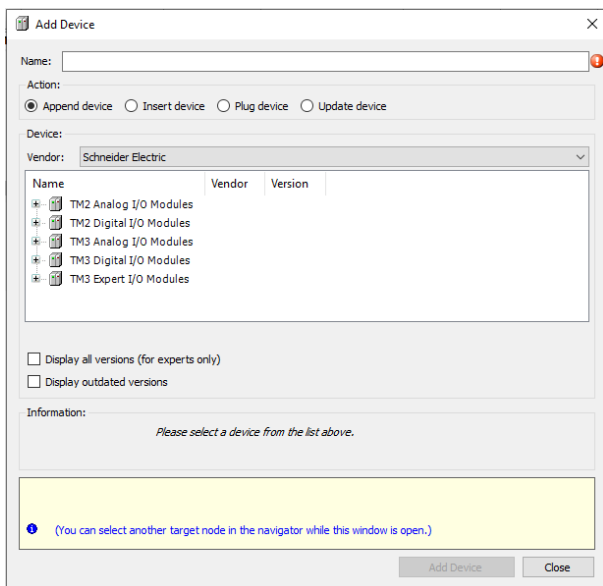 Add Device
Name:
Action:
Append device Insert device Plug device Update device
Device:
Vendor: Schneider Electric
Name Vendor Version
TM2 Analog I/O Modules
TM2 Digital I/O Modules
TM3 Analog I/O Modules
TM3 Digital I/O Modules
TM3 Expert I/O Modules
Display all versions (for experts only)
Display outdated versions
Information:
Please select a device from the list above.
(You can select another target node in the navigator while this window is open.)
Add Device Close